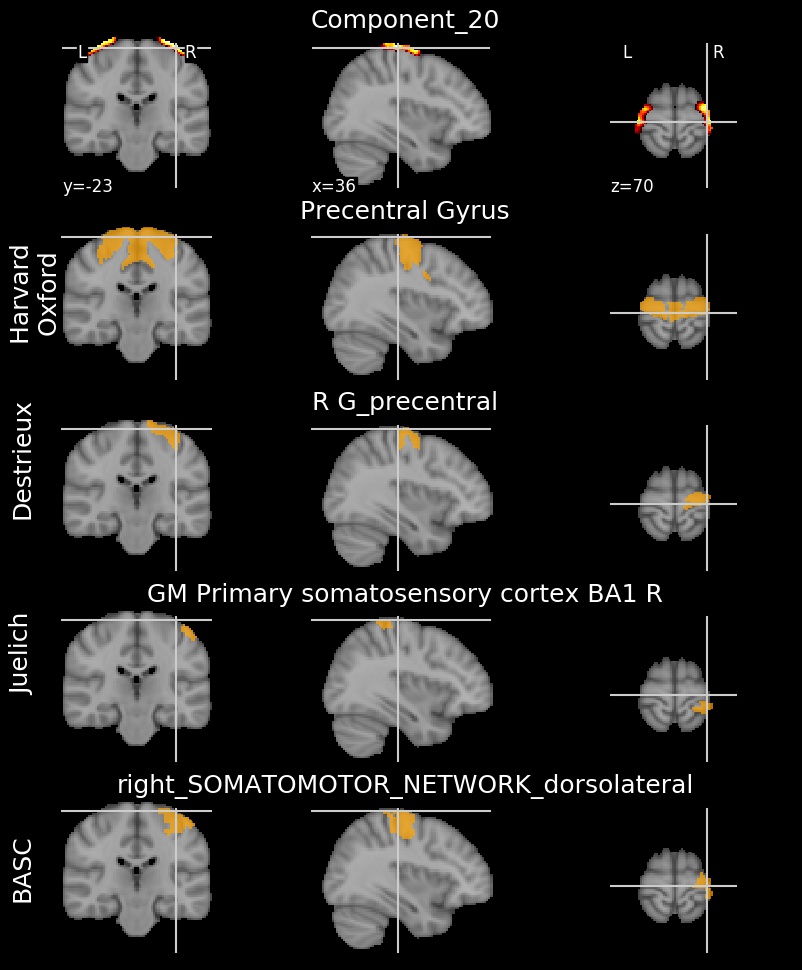 Component_20
L R
L R
y=-23
x=36
z=70
Precentral Gyrus
Harvard
Oxford
R G_precentral
Destrieux
GM Primary somatosensory cortex BA1 R
Juelich
right_SOMATOMOTOR_NETWORK_dorsolateral
BASC